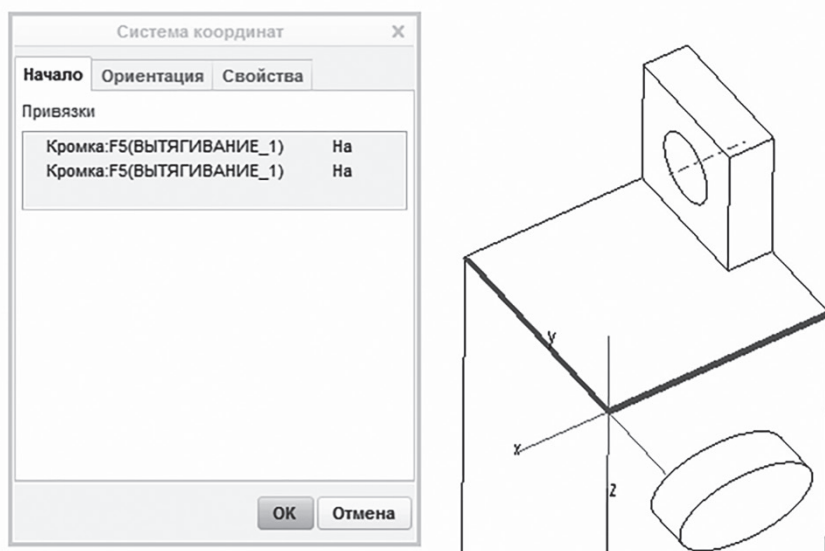 Система координат
Начало Ориентация Свойства
Привязки
Кромка:F5(ВЫТЯГИВАНИЕ_1) На
Кромка:F5(ВЫТЯГИВАНИЕ_1) На
OK Отмена
y
x
z